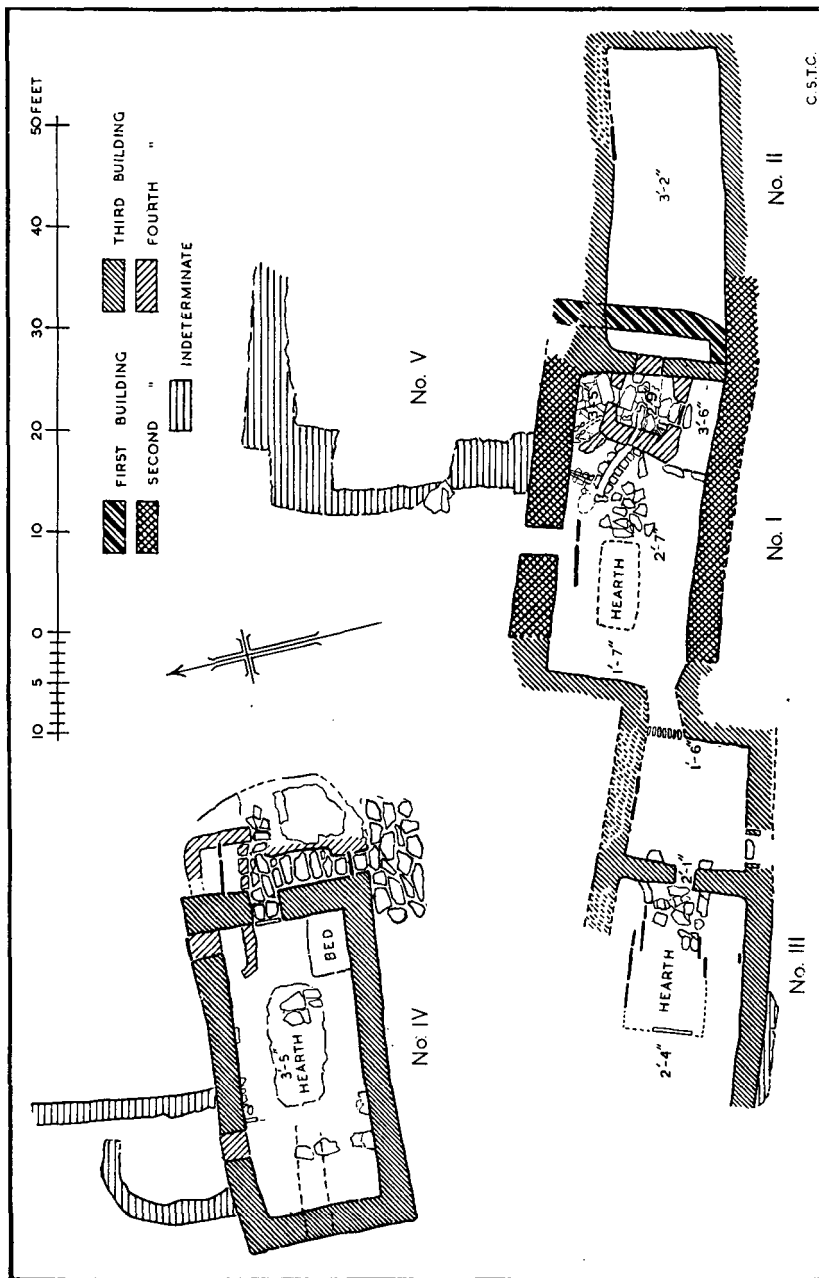 10 5 0 10 20 30 40 50 FEET
FIRST BUILDING
SECOND "
THIRD BUILDING
FOURTH "
INDETERMINATE
No. V
BED
3'-5"
HEARTH
No. IV
3'-2"
No. II
3'-5"
3'-6"
2'-7"
HEARTH
1'-7"
No. I
1'-6"
2'-1"
HEARTH
2'-4"
No. III
C.S.T.C.